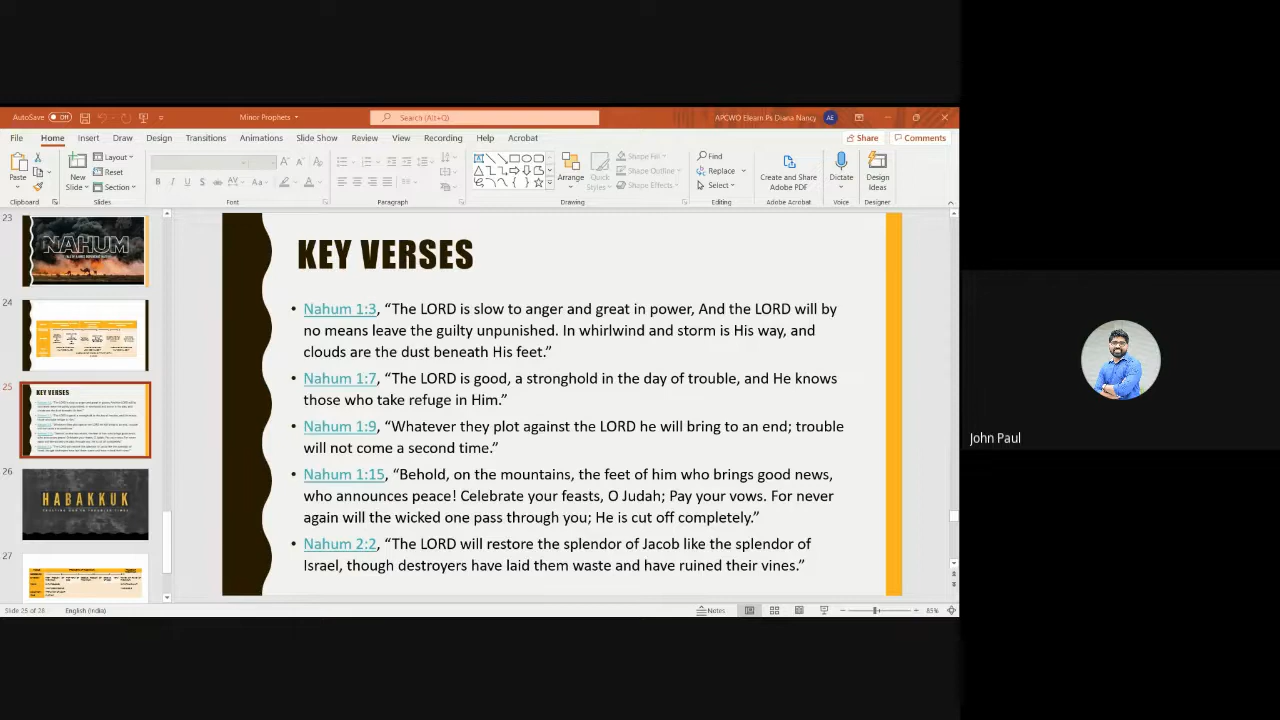 AutoSave Off
Minor Prophets
Search (Alt+Q)
APCWO Elearn Ps Diana Nancy AE
File Home Insert Draw Design Transitions Animations Slide Show Review View Recording Help Acrobat
Share Comments
Paste
New
Slide
Layout
Reset
Section
Arrange
Quick
Styles
Shape Fill
Shape Outline
Shape Effects
Find
Replace
Select
Create and Share
Adobe PDF
Dictate
Design
Ideas
Clipboard Slides Font Paragraph Drawing Editing Adobe Acrobat Voice Designer
23
NAHUM
24
25
KEY VERSES
26
HABAKKUK
27
KEY VERSES
• Nahum 1:3, “The LORD is slow to anger and great in power, And the LORD will by
no means leave the guilty unpunished. In whirlwind and storm is His way, and
clouds are the dust beneath His feet.”
• Nahum 1:7, “The LORD is good, a stronghold in the day of trouble, and He knows
those who take refuge in Him.”
• Nahum 1:9, “Whatever they plot against the LORD he will bring to an end; trouble
will not come a second time.”
• Nahum 1:15, “Behold, on the mountains, the feet of him who brings good news,
who announces peace! Celebrate your feasts, O Judah; Pay your vows. For never
again will the wicked one pass through you; He is cut off completely.”
• Nahum 2:2, “The LORD will restore the splendor of Jacob like the splendor of
Israel, though destroyers have laid them waste and have ruined their vines.”
John Paul
Slide 25 of 28 English (India)
Notes
83%